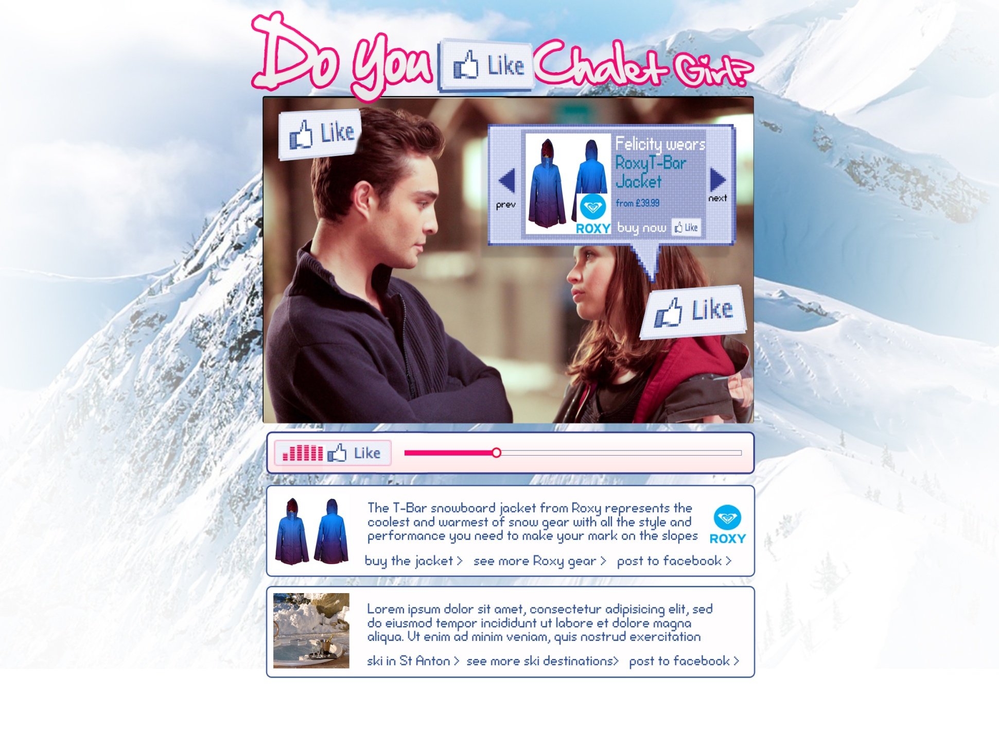 Do You Like Chalet Girl?
Like
Felicity wears
RoxyT-Bar
Jacket
from £39.99
prev
next
ROXY
buy now Like
Like
Like
The T-Bar snowboard jacket from Roxy represents the
coolest and warmest of snow gear with all the style and
performance you need to make your mark on the slopes
ROXY
buy the jacket > see more Roxy gear > post to facebook >
Lorem ipsum dolor sit amet, consectetur adipisicing elit, sed
do eiusmod tempor incididunt ut labore et dolore magna
aliqua. Ut enim ad minim veniam, quis nostrud exercitation
ski in St Anton > see more ski destinations> post to facebook >